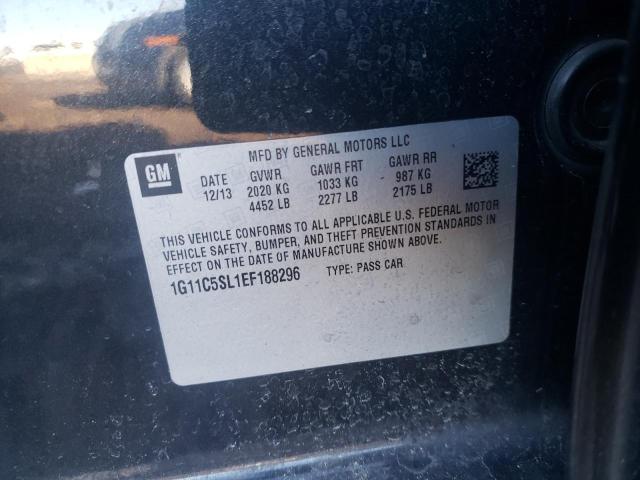 MFD BY GENERAL MOTORS LLC
GM
DATE GVWR GAWR FRT GAWR RR
12/13 2020 KG 1033 KG 987 KG
4452 LB 2277 LB 2175 LB
THIS VEHICLE CONFORMS TO ALL APPLICABLE U.S. FEDERAL MOTOR
VEHICLE SAFETY, BUMPER, AND THEFT PREVENTION STANDARDS IN
EFFECT ON THE DATE OF MANUFACTURE SHOWN ABOVE.
1G11C5SL1EF188296 TYPE: PASS CAR